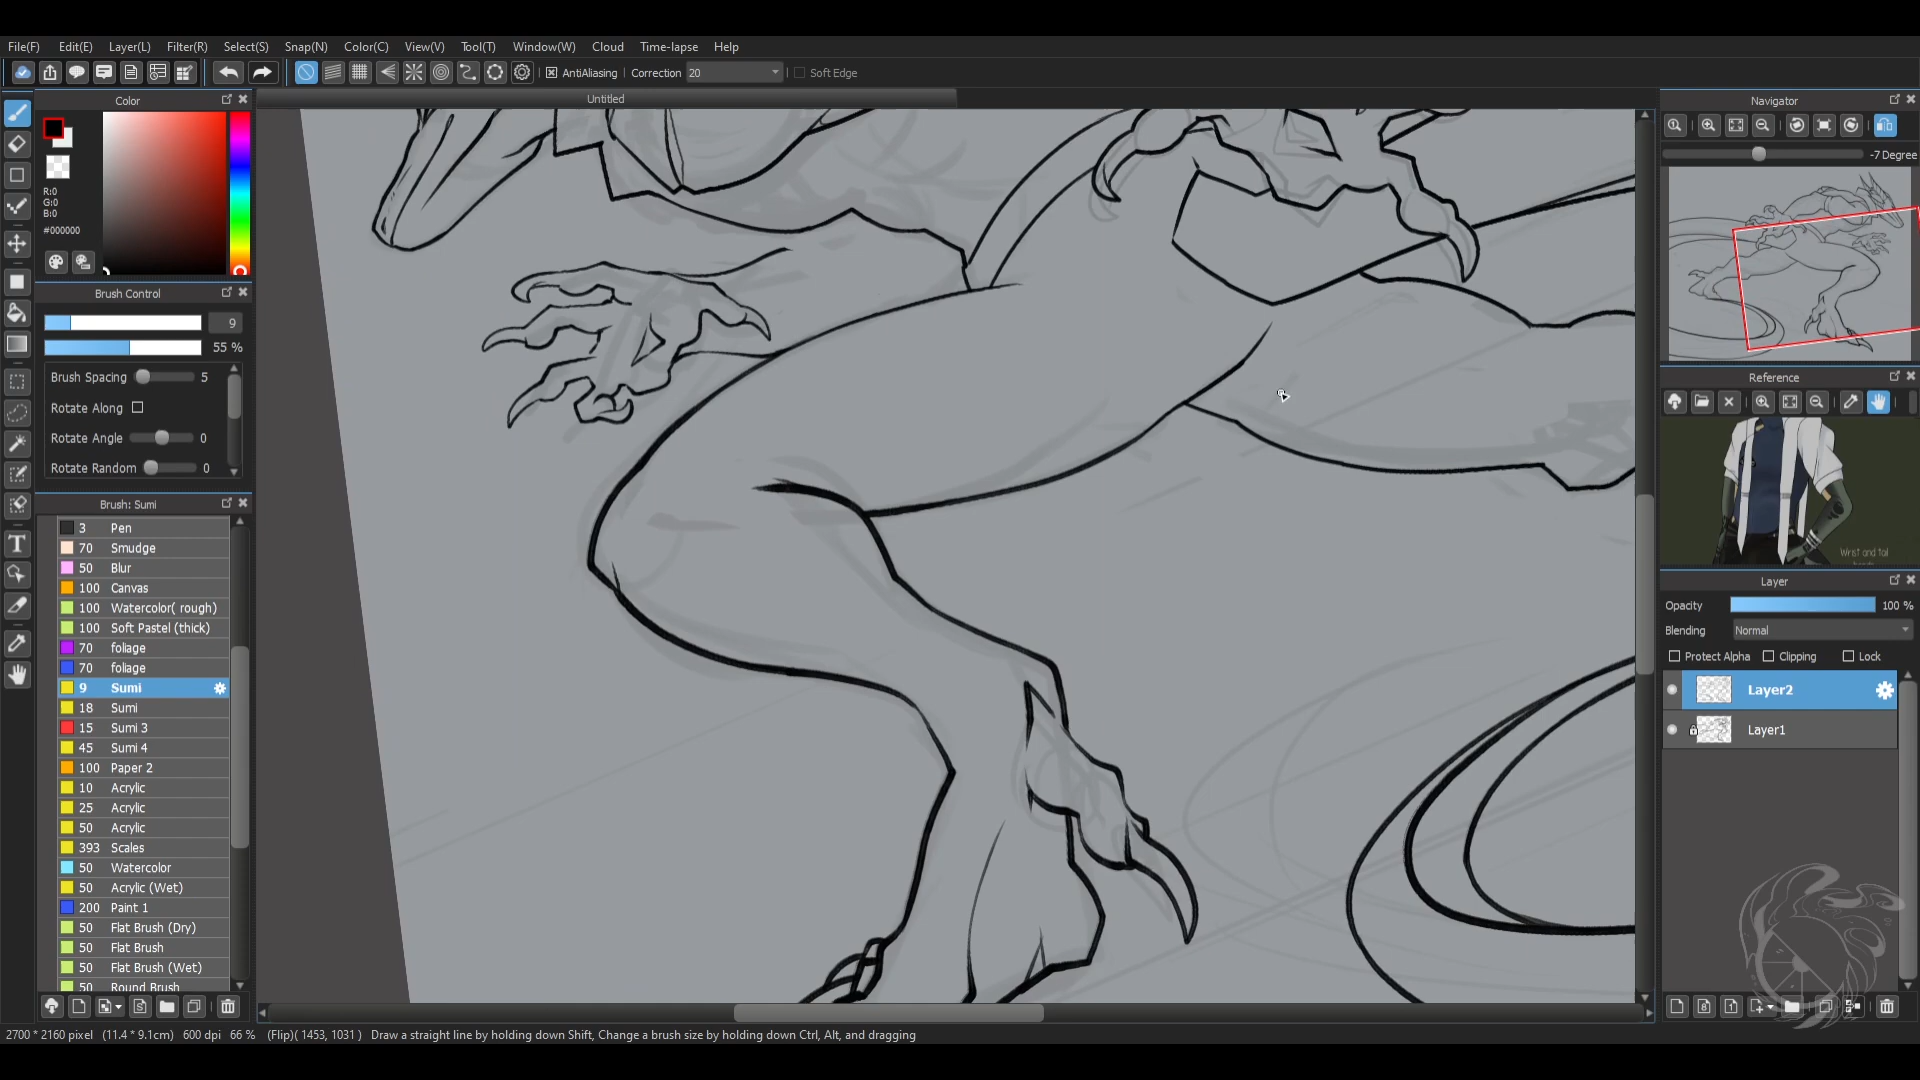 File(F) Edit(E) Layer(L) Filter(R) Select(S) Snap(N) Color(C) View(V) Tool(T) Window(W) Cloud Time-lapse Help
AntiAliasing Correction 20 Soft Edge
Color
Untitled
Navigator
-7 Degree
R:0
G:0
B:0
#000000
Brush Control
9
55 %
Brush Spacing 5
Rotate Along
Rotate Angle 0
Rotate Random 0
Brush: Sumi
3 Pen
70 Smudge
50 Blur
100 Canvas
100 Watercolor( rough)
100 Soft Pastel (thick)
70 foliage
70 foliage
9 Sumi
18 Sumi
15 Sumi 3
45 Sumi 4
100 Paper 2
10 Acrylic
25 Acrylic
50 Acrylic
393 Scales
50 Watercolor
50 Acrylic (Wet)
200 Paint 1
50 Flat Brush (Dry)
50 Flat Brush
50 Flat Brush (Wet)
50 Round Brush
Reference
Wrist and tail
bands
Layer
Opacity 100 %
Blending Normal
Protect Alpha Clipping Lock
Layer2
Layer1
2700 * 2160 pixel (11.4 * 9.1cm) 600 dpi 66 % (Flip)( 1453, 1031 ) Draw a straight line by holding down Shift, Change a brush size by holding down Ctrl, Alt, and dragging